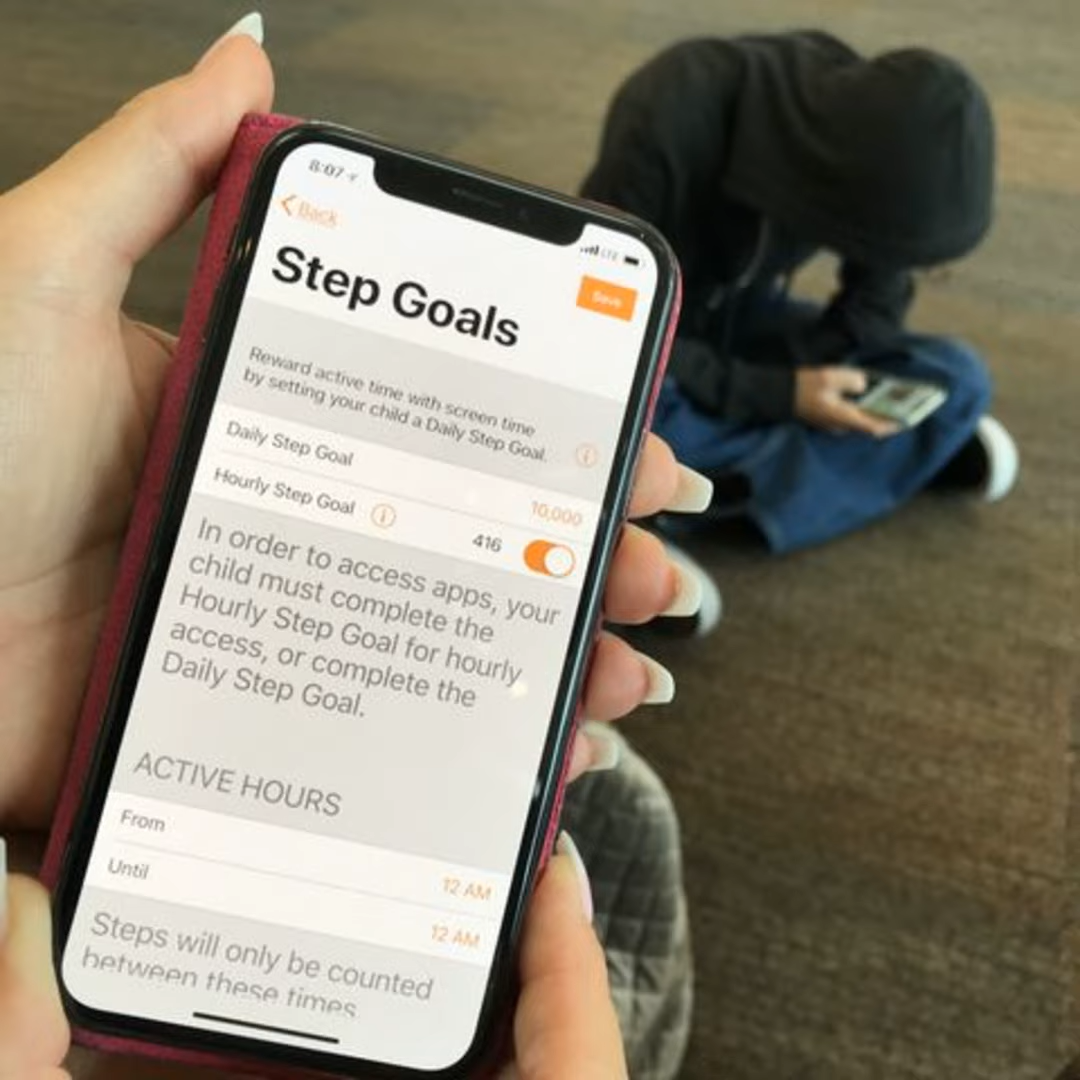 8:07
LTE
Back
Save
Step Goals
Reward active time with screen time
by setting your child a Daily Step Goal.
Daily Step Goal
10,000
Hourly Step Goal
416
In order to access apps, your
child must complete the
Hourly Step Goal for hourly
access, or complete the
Daily Step Goal.
ACTIVE HOURS
From
12 AM
Until
12 AM
Steps will only be counted
between these times